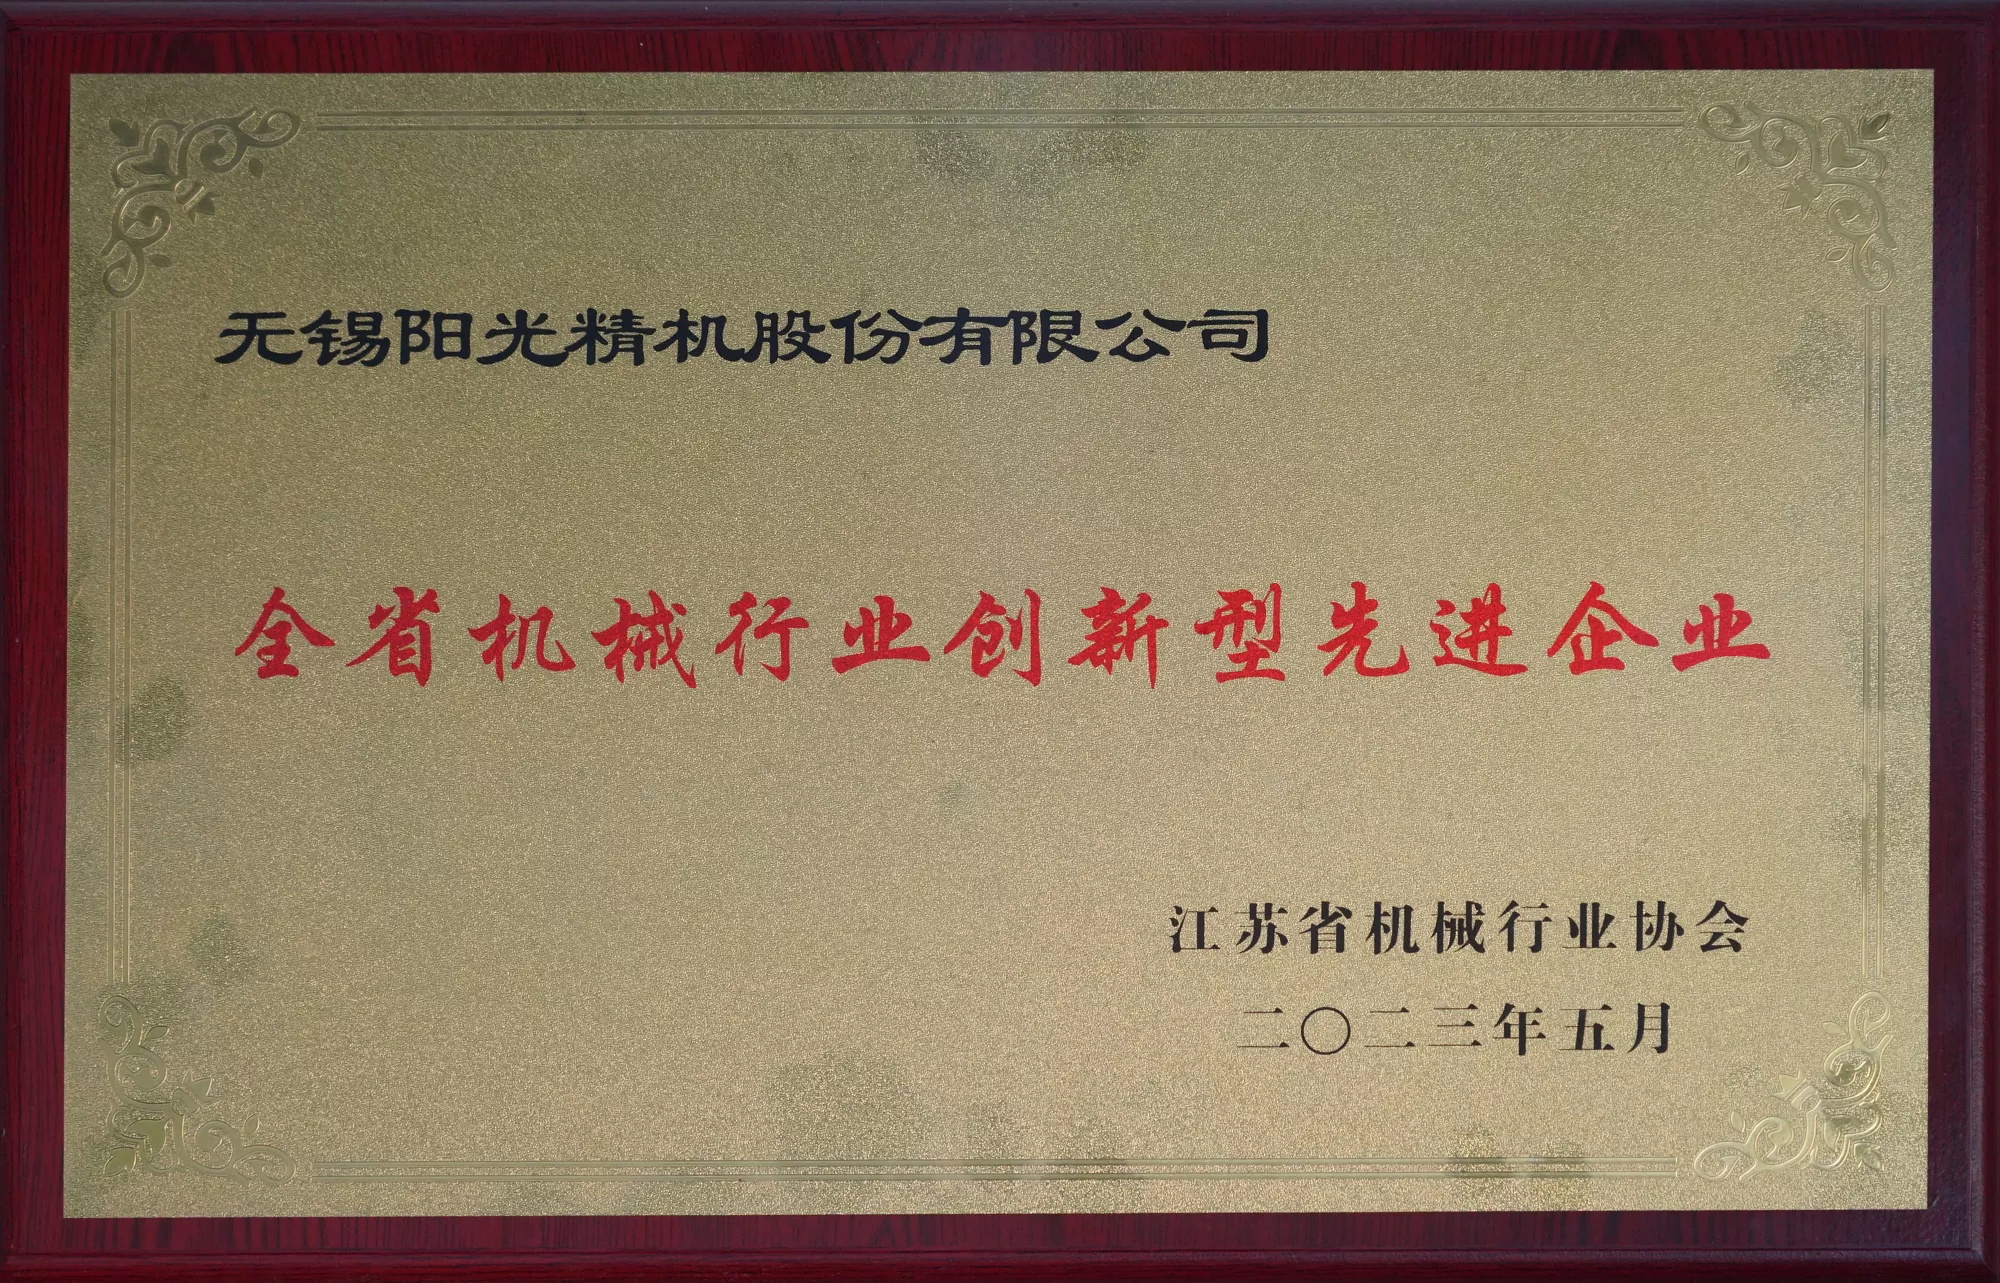 无锡阳光精机股份有限公司
全省机械行业创新型先进企业
江苏省机械行业协会
二〇二三年五月